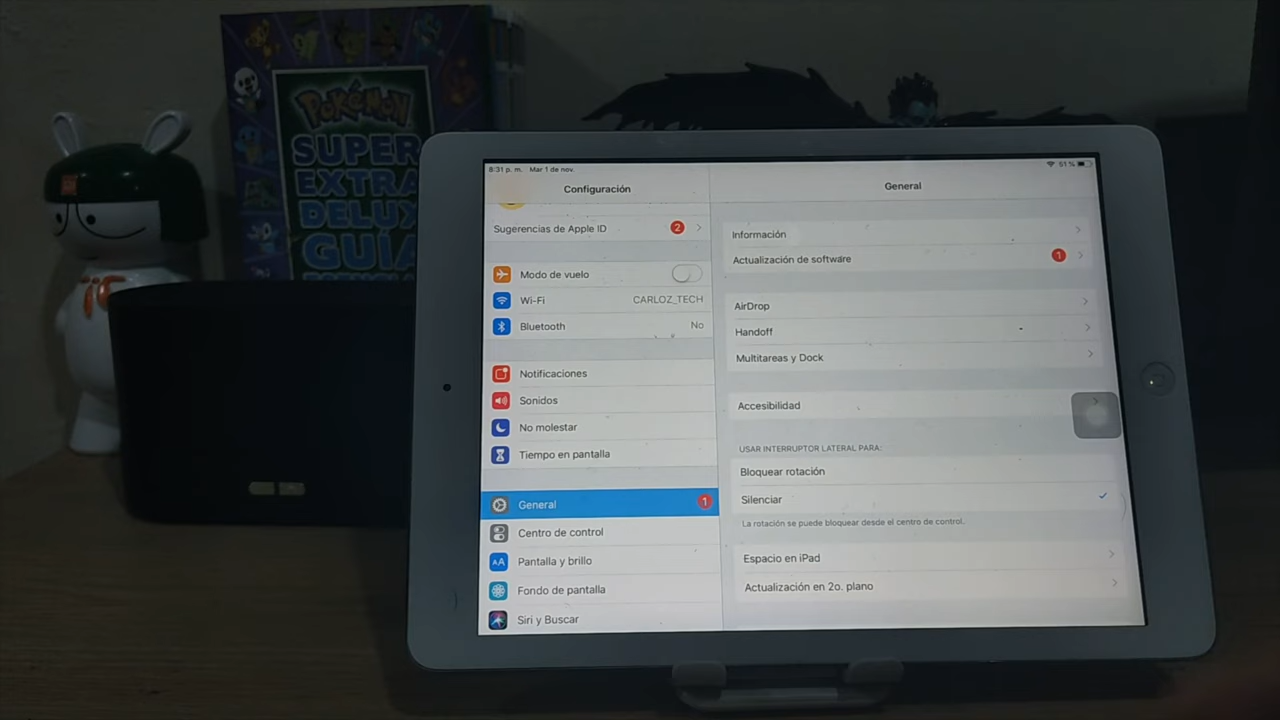 POKÉMON
SUPER
EXTRA
DELUX
GUÍA
8:31 p. m. Mar 1 de nov.
51 %
Configuración
Sugerencias de Apple ID
2
Modo de vuelo
Wi-Fi
CARLOZ_TECH
Bluetooth
No
Notificaciones
Sonidos
No molestar
Tiempo en pantalla
General
1
Centro de control
AA
Pantalla y brillo
Fondo de pantalla
Siri y Buscar
General
Información
Actualización de software
1
AirDrop
Handoff
Multitareas y Dock
Accesibilidad
USAR INTERRUPTOR LATERAL PARA:
Bloquear rotación
Silenciar
La rotación se puede bloquear desde el centro de control.
Espacio en iPad
Actualización en 2o. plano